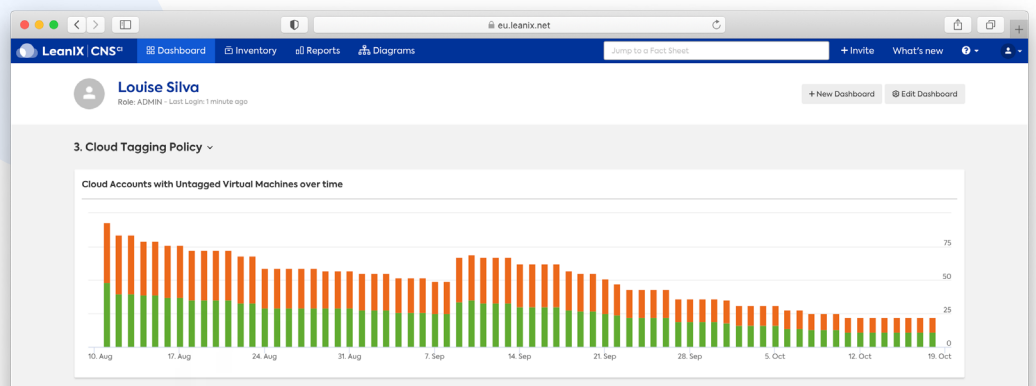 eu.leanix.net
LeanIX CNS CI Dashboard Inventory Reports Diagrams Jump to a Fact Sheet + Invite What's new
Louise Silva
Role: ADMIN - Last Login: 1 minute ago
+ New Dashboard Edit Dashboard
3. Cloud Tagging Policy
Cloud Accounts with Untagged Virtual Machines over time
75
50
25
0
10. Aug 17. Aug 24. Aug 31. Aug 7. Sep 14. Sep 21. Sep 28. Sep 5. Oct 12. Oct 19. Oct